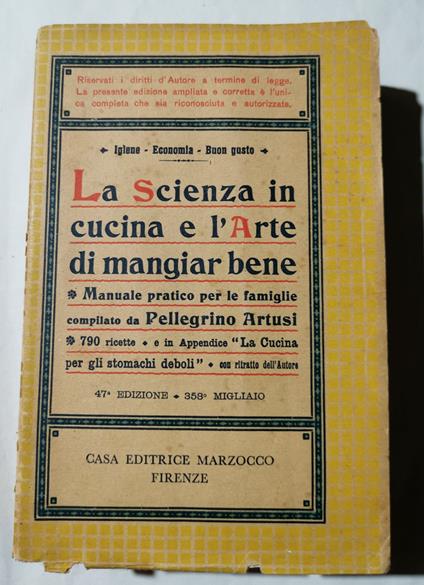 Riservati i diritti d'Autore a termine di legge.
La presente edizione ampliata e corretta è l'uni-
ca completa che sia riconosciuta e autorizzata.
Igiene - Economia - Buon gusto
La Scienza in
cucina e l'Arte
di mangiar bene
Manuale pratico per le famiglie
compilato da Pellegrino Artusi
790 ricette e in Appendice "La Cucina
per gli stomachi deboli" con ritratto dell'Autore
47ª EDIZIONE 358º MIGLIAIO
CASA EDITRICE MARZOCCO
FIRENZE